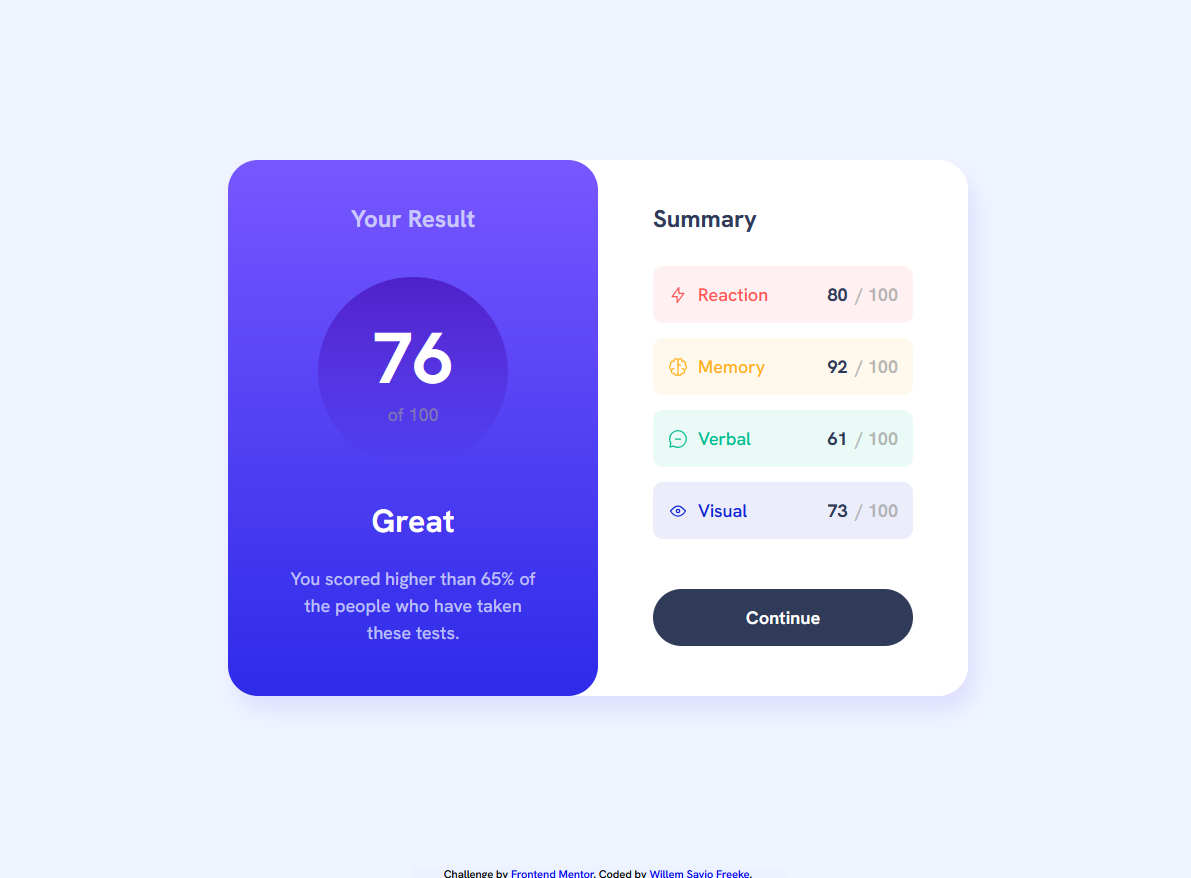 Your Result
76
of 100
Great
You scored higher than 65% of
the people who have taken
these tests.
Summary
Reaction 80 / 100
Memory 92 / 100
Verbal 61 / 100
Visual 73 / 100
Continue
Challenge by Frontend Mentor. Coded by Willem Savio Freeke.